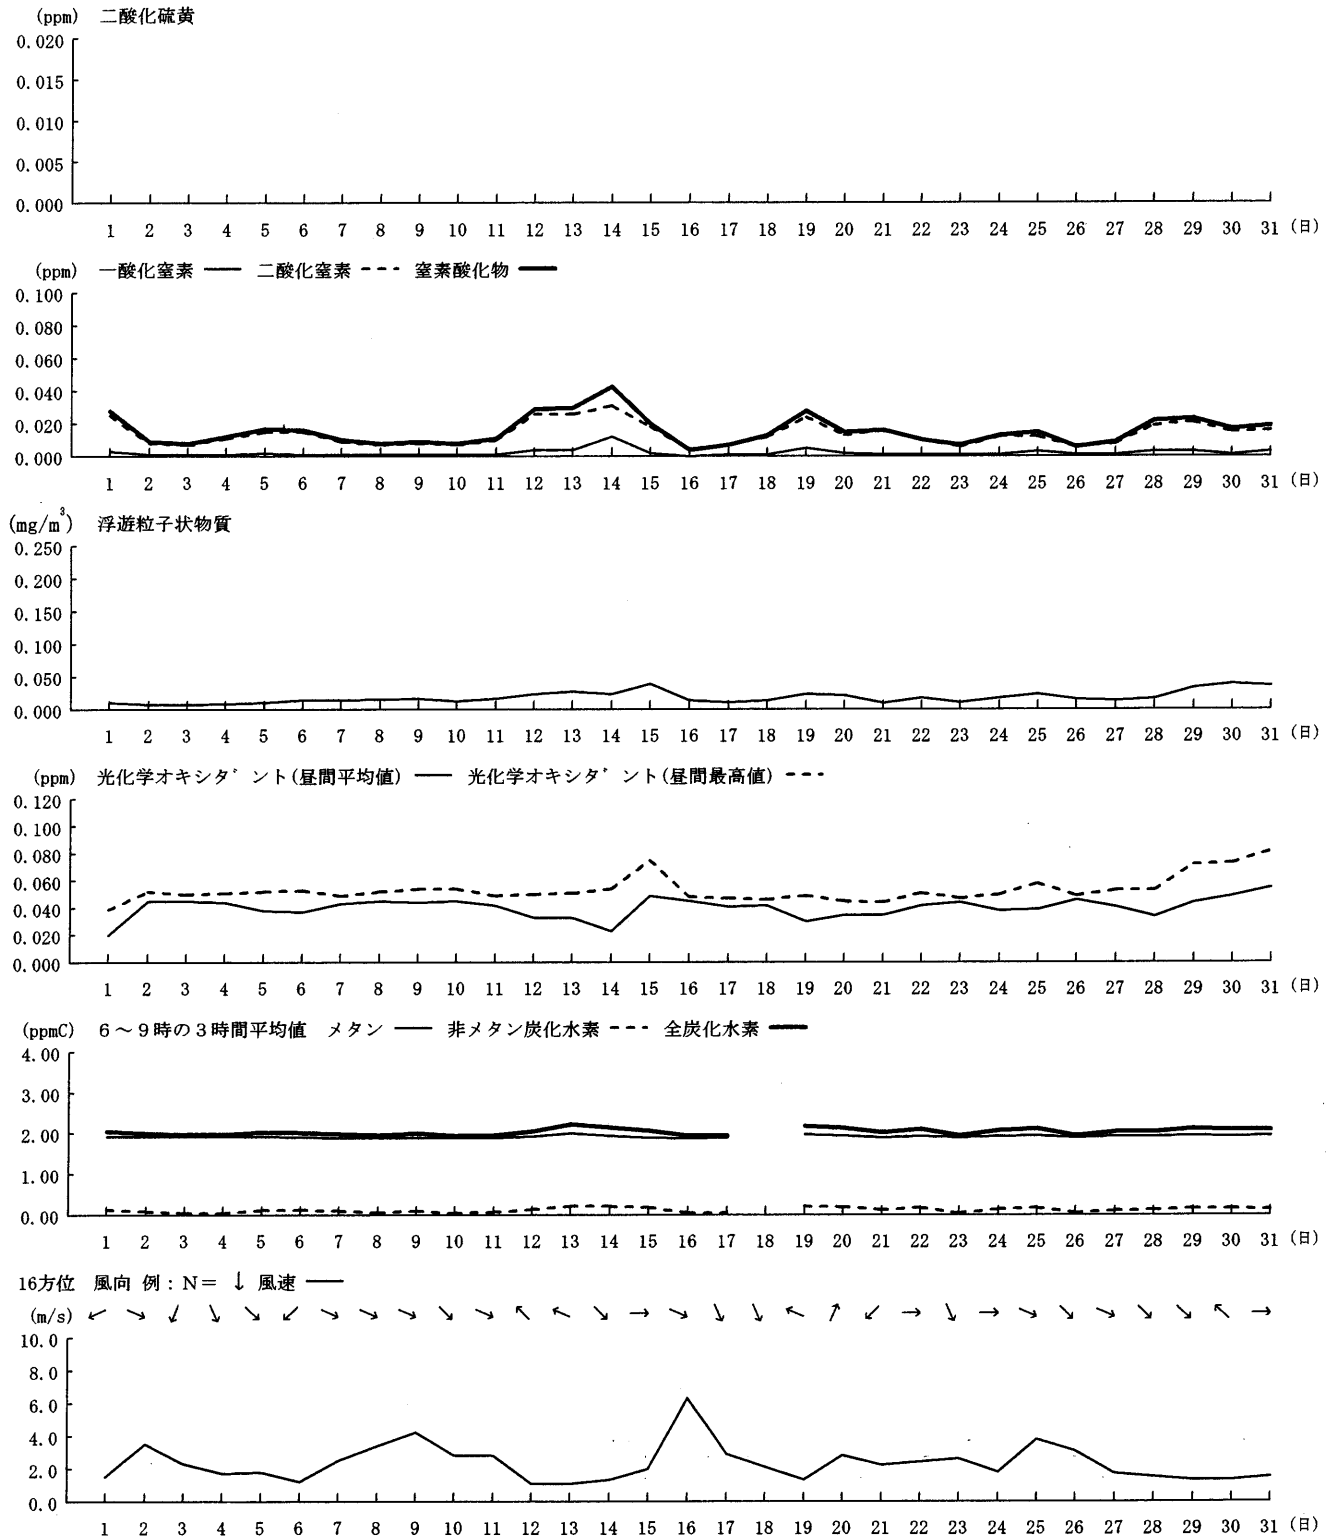 (ppm) 二酸化硫黄
0.020
0.015
0.010
0.005
0.000
1 2 3 4 5 6 7 8 9 10 11 12 13 14 15 16 17 18 19 20 21 22 23 24 25 26 27 28 29 30 31 (日)
(ppm) 一酸化窒素 二酸化窒素 窒素酸化物
0.100
0.080
0.060
0.040
0.020
0.000
1 2 3 4 5 6 7 8 9 10 11 12 13 14 15 16 17 18 19 20 21 22 23 24 25 26 27 28 29 30 31 (日)
(mg/m³) 浮遊粒子状物質
0.250
0.200
0.150
0.100
0.050
0.000
1 2 3 4 5 6 7 8 9 10 11 12 13 14 15 16 17 18 19 20 21 22 23 24 25 26 27 28 29 30 31 (日)
(ppm) 光化学オキシダント(昼間平均値) 光化学オキシダント(昼間最高値)
0.120
0.100
0.080
0.060
0.040
0.020
0.000
1 2 3 4 5 6 7 8 9 10 11 12 13 14 15 16 17 18 19 20 21 22 23 24 25 26 27 28 29 30 31 (日)
(ppmC) 6〜9時の3時間平均値 メタン 非メタン炭化水素 全炭化水素
4.00
3.00
2.00
1.00
0.00
1 2 3 4 5 6 7 8 9 10 11 12 13 14 15 16 17 18 19 20 21 22 23 24 25 26 27 28 29 30 31 (日)
16方位 風向 例：N＝ ↓ 風速
(m/s)
10.0
8.0
6.0
4.0
2.0
0.0
1 2 3 4 5 6 7 8 9 10 11 12 13 14 15 16 17 18 19 20 21 22 23 24 25 26 27 28 29 30 31 (日)